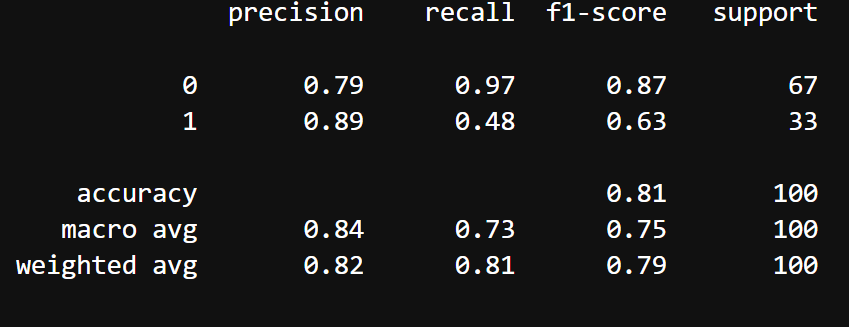 precision recall f1-score support
0 0.79 0.97 0.87 67
1 0.89 0.48 0.63 33
accuracy 0.81 100
macro avg 0.84 0.73 0.75 100
weighted avg 0.82 0.81 0.79 100